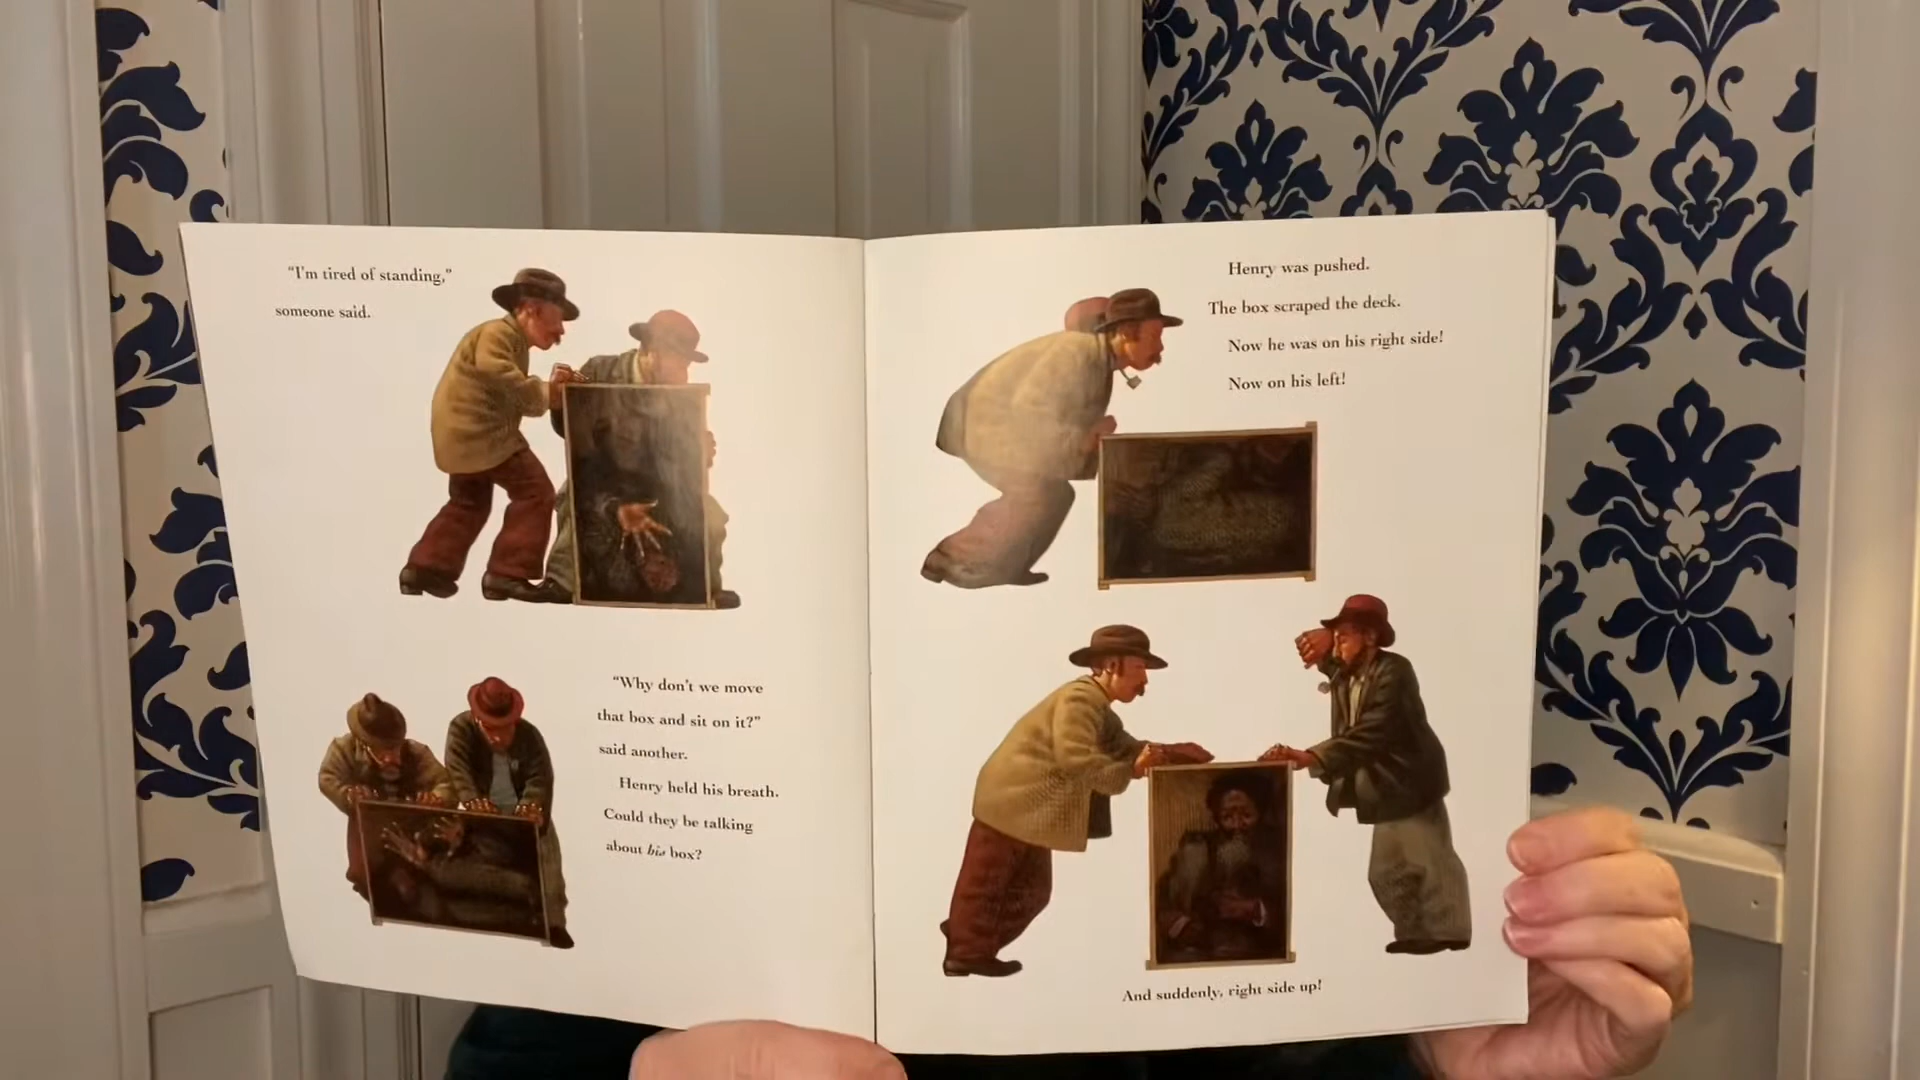 "I'm tired of standing,"
someone said.
"Why don't we move
that box and sit on it?"
said another.
Henry held his breath.
Could they be talking
about his box?
Henry was pushed.
The box scraped the deck.
Now he was on his right side!
Now on his left!
And suddenly, right side up!